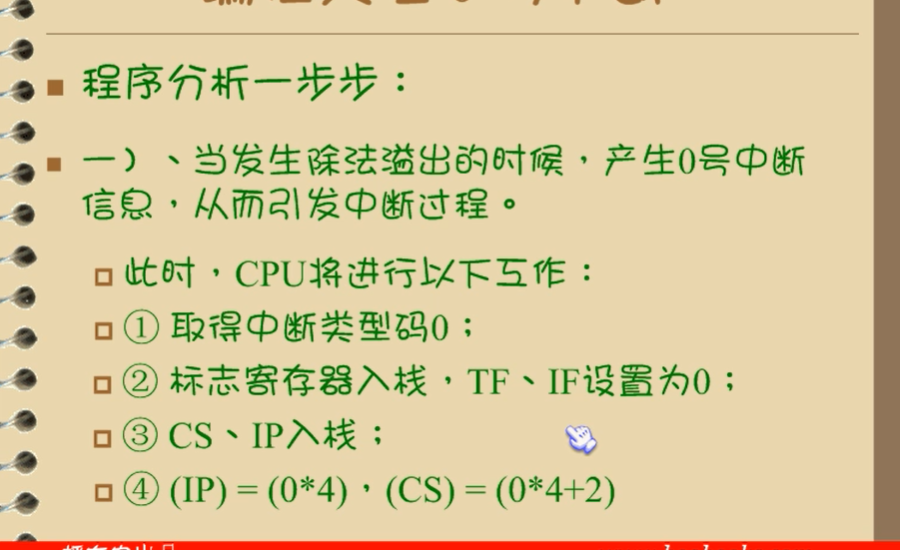 程序分析一步步：
一）、当发生除法溢出的时候，产生0号中断
信息，从而引发中断过程。
此时，CPU将进行以下工作：
① 取得中断类型码0；
② 标志寄存器入栈，TF、IF设置为0；
③ CS、IP入栈；
④ (IP) = (0*4)，(CS) = (0*4+2)